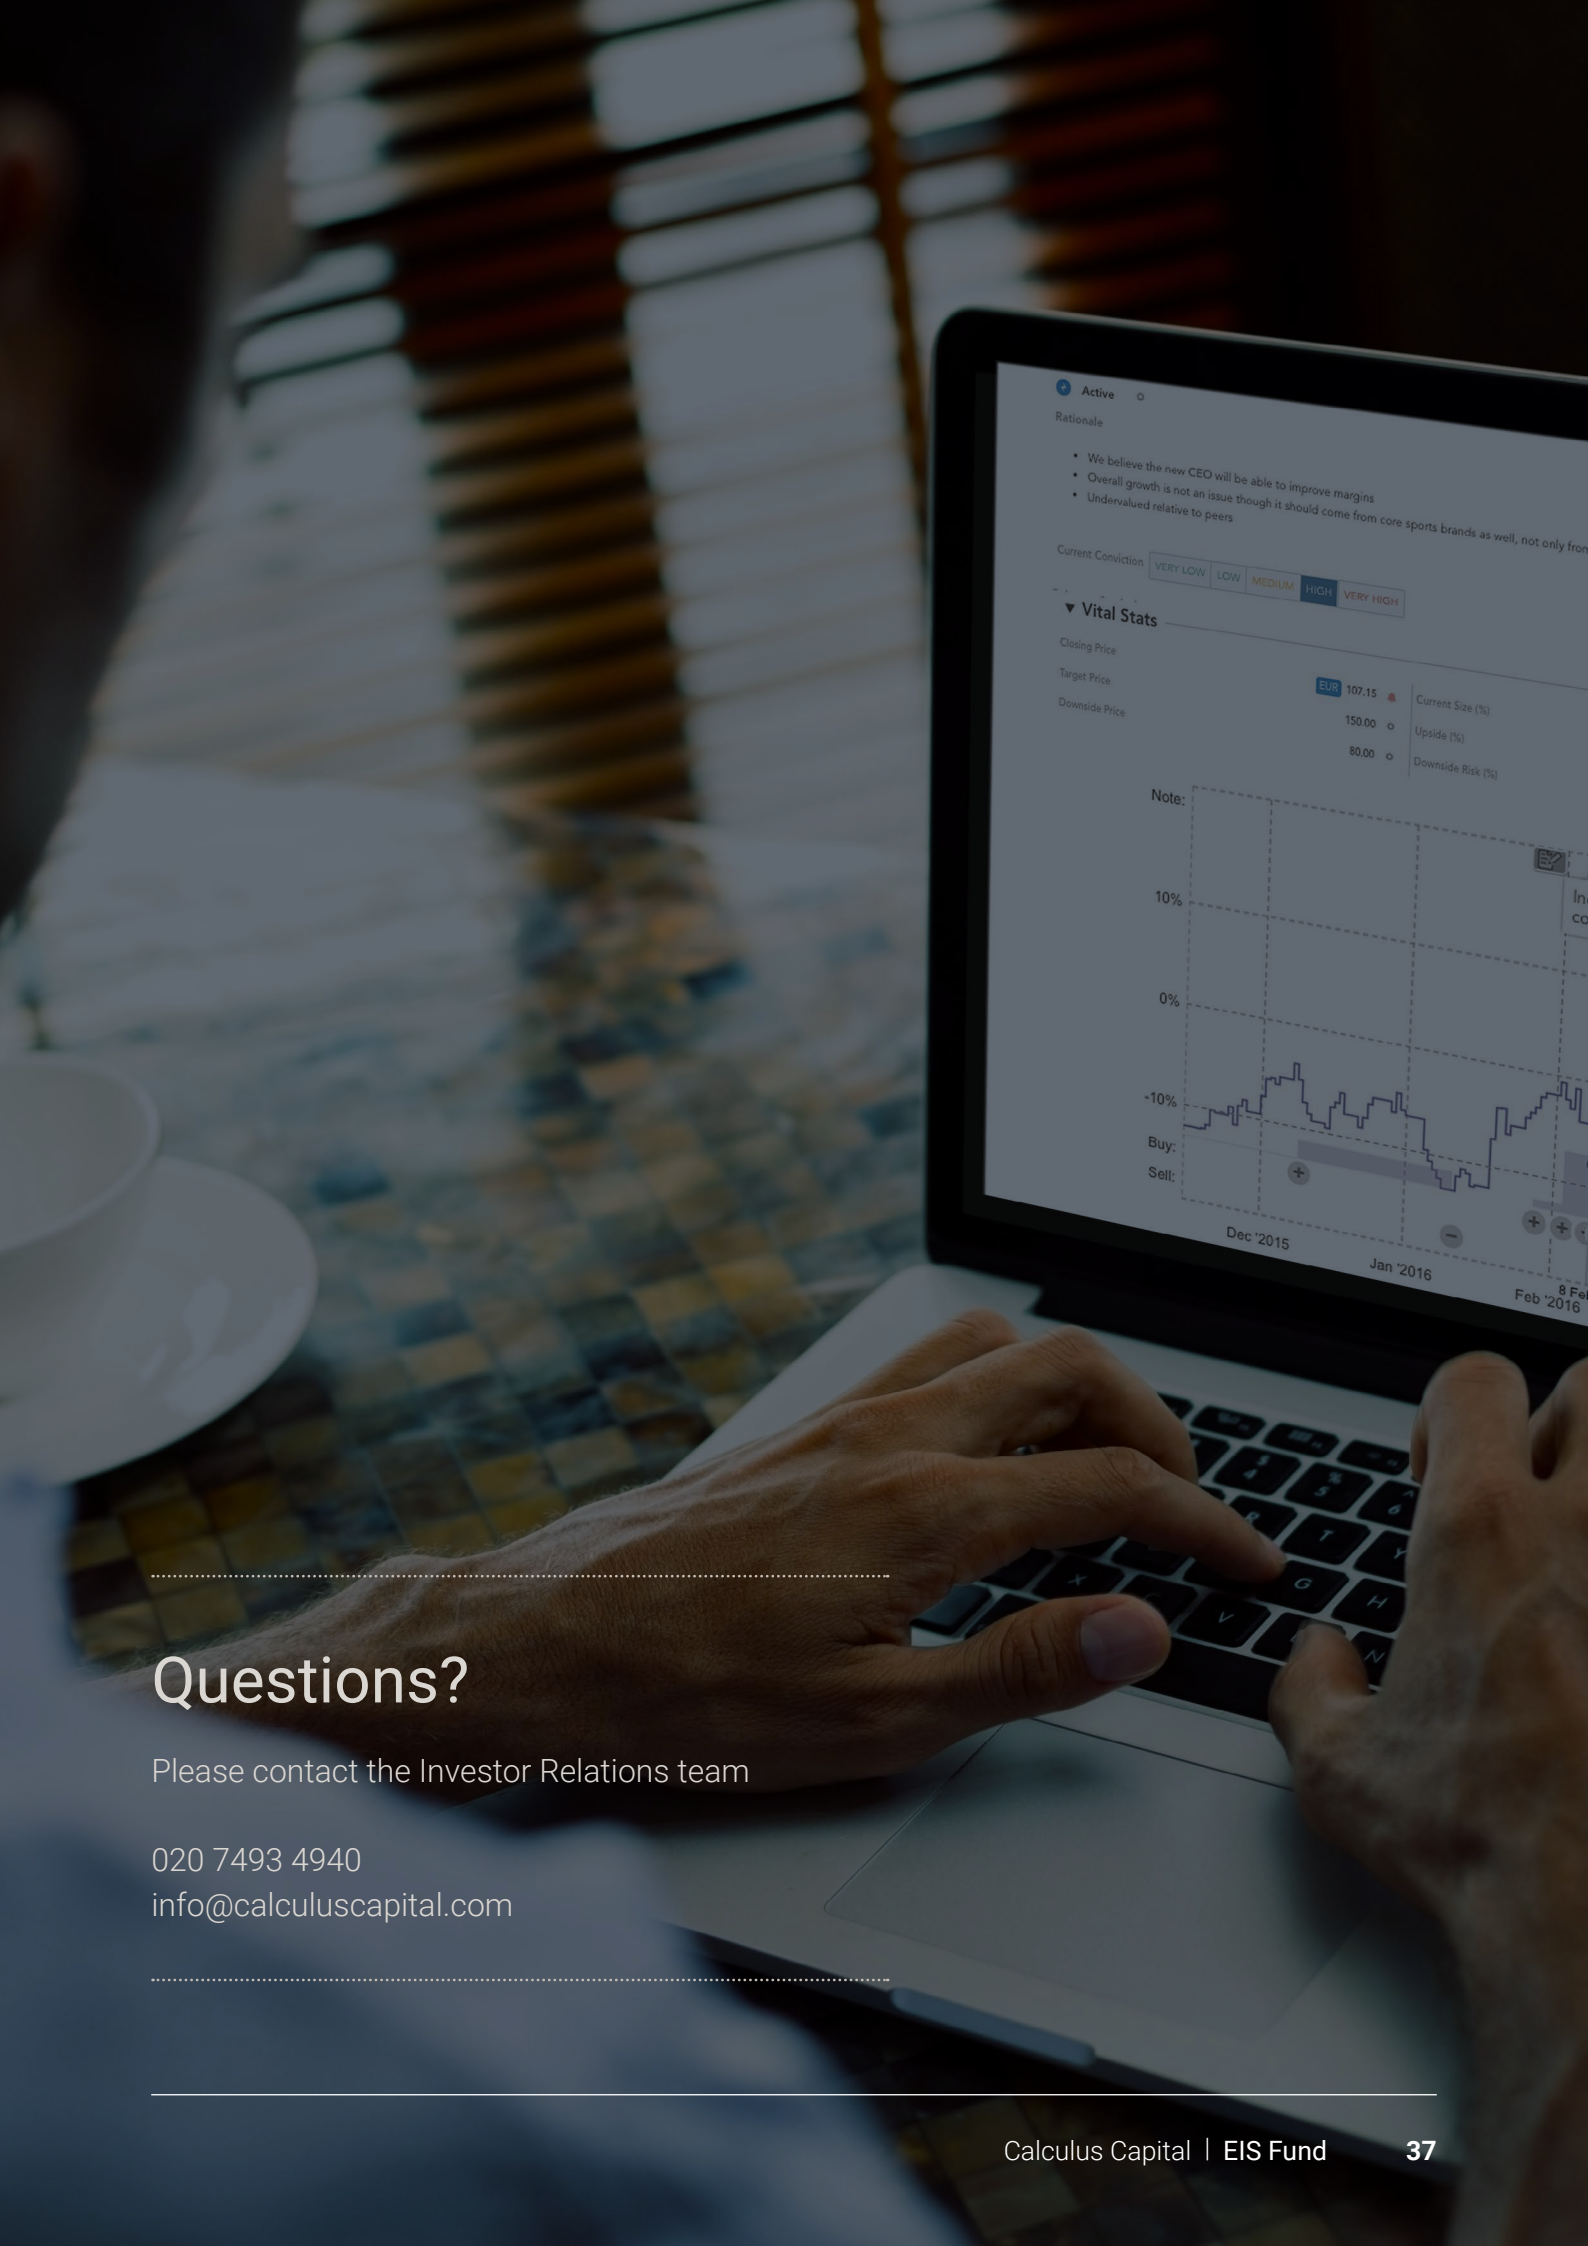 Active
Rationale
• We believe the new CEO will be able to improve margins
• Overall growth is not an issue though it should come from core sports brands as well, not only from
• Undervalued relative to peers
Current Conviction VERY LOW LOW MEDIUM HIGH VERY HIGH
▼ Vital Stats
Closing Price EUR 107.15 Current Size (%)
Target Price 150.00 Upside (%)
Downside Price 80.00 Downside Risk (%)
Note:
10%
0%
-10%
Buy:
Sell:
Dec '2015
Jan '2016
Feb '2016
$ 4 % 5 ^ 6
R T Y
G H
X C V N
Questions?
Please contact the Investor Relations team
020 7493 4940
info@calculuscapital.com
Calculus Capital | EIS Fund 37